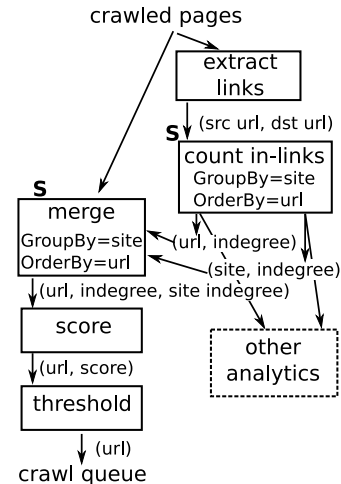 crawled pages
extract
links
(src url, dst url)
S
count in-links
GroupBy=site
OrderBy=url
S
merge
GroupBy=site
OrderBy=url
(url, indegree)
(site, indegree)
(url, indegree, site indegree)
score
other
analytics
(url, score)
threshold
(url)
crawl queue